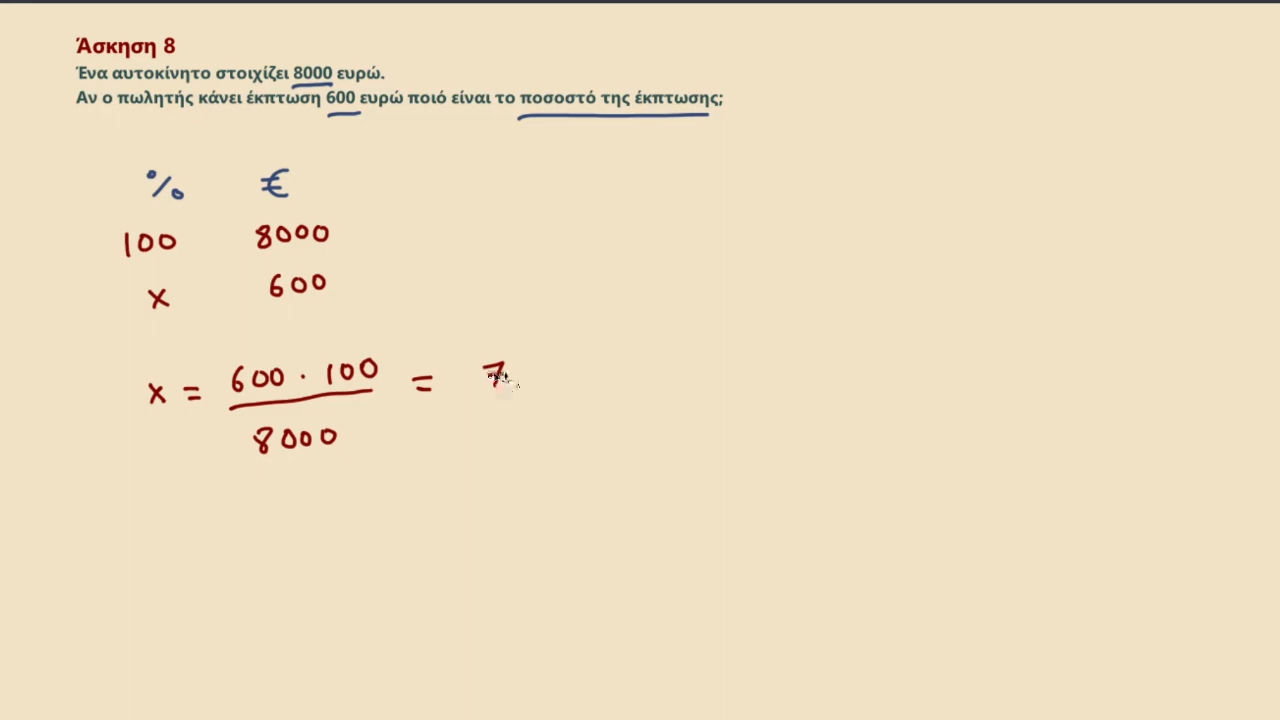 Άσκηση 8
Ένα αυτοκίνητο στοιχίζει 8000 ευρώ.
Αν ο πωλητής κάνει έκπτωση 600 ευρώ ποιό είναι το ποσοστό της έκπτωσης;
% €
100 8000
x 600
x = 600 · 100 / 8000 = 7